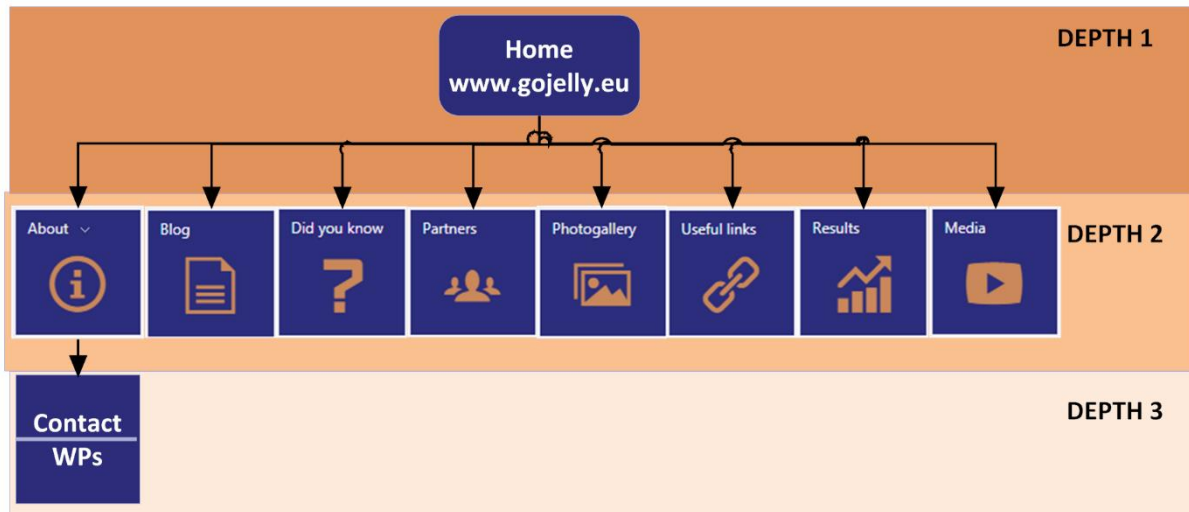 Home
www.gojelly.eu
DEPTH 1
About
Blog
Did you know
Partners
Photogallery
Useful links
Results
Media
DEPTH 2
Contact
WPs
DEPTH 3